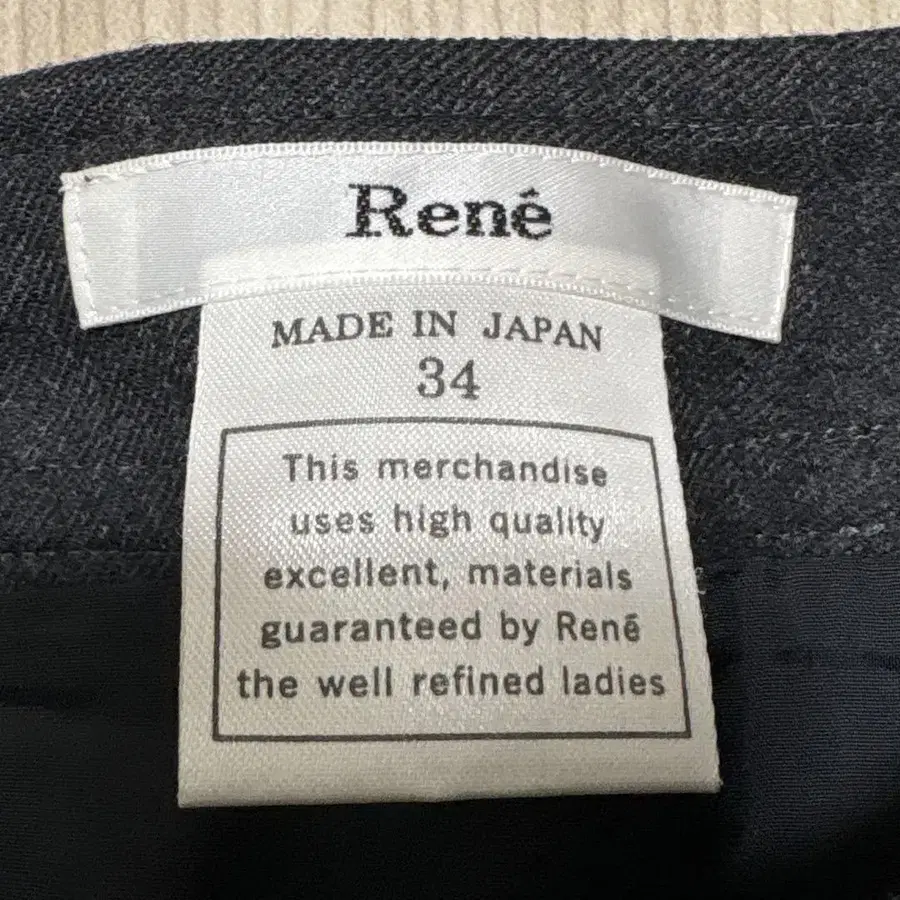 René
MADE IN JAPAN
34
This merchandise
uses high quality
excellent, materials
guaranteed by René
the well refined ladies